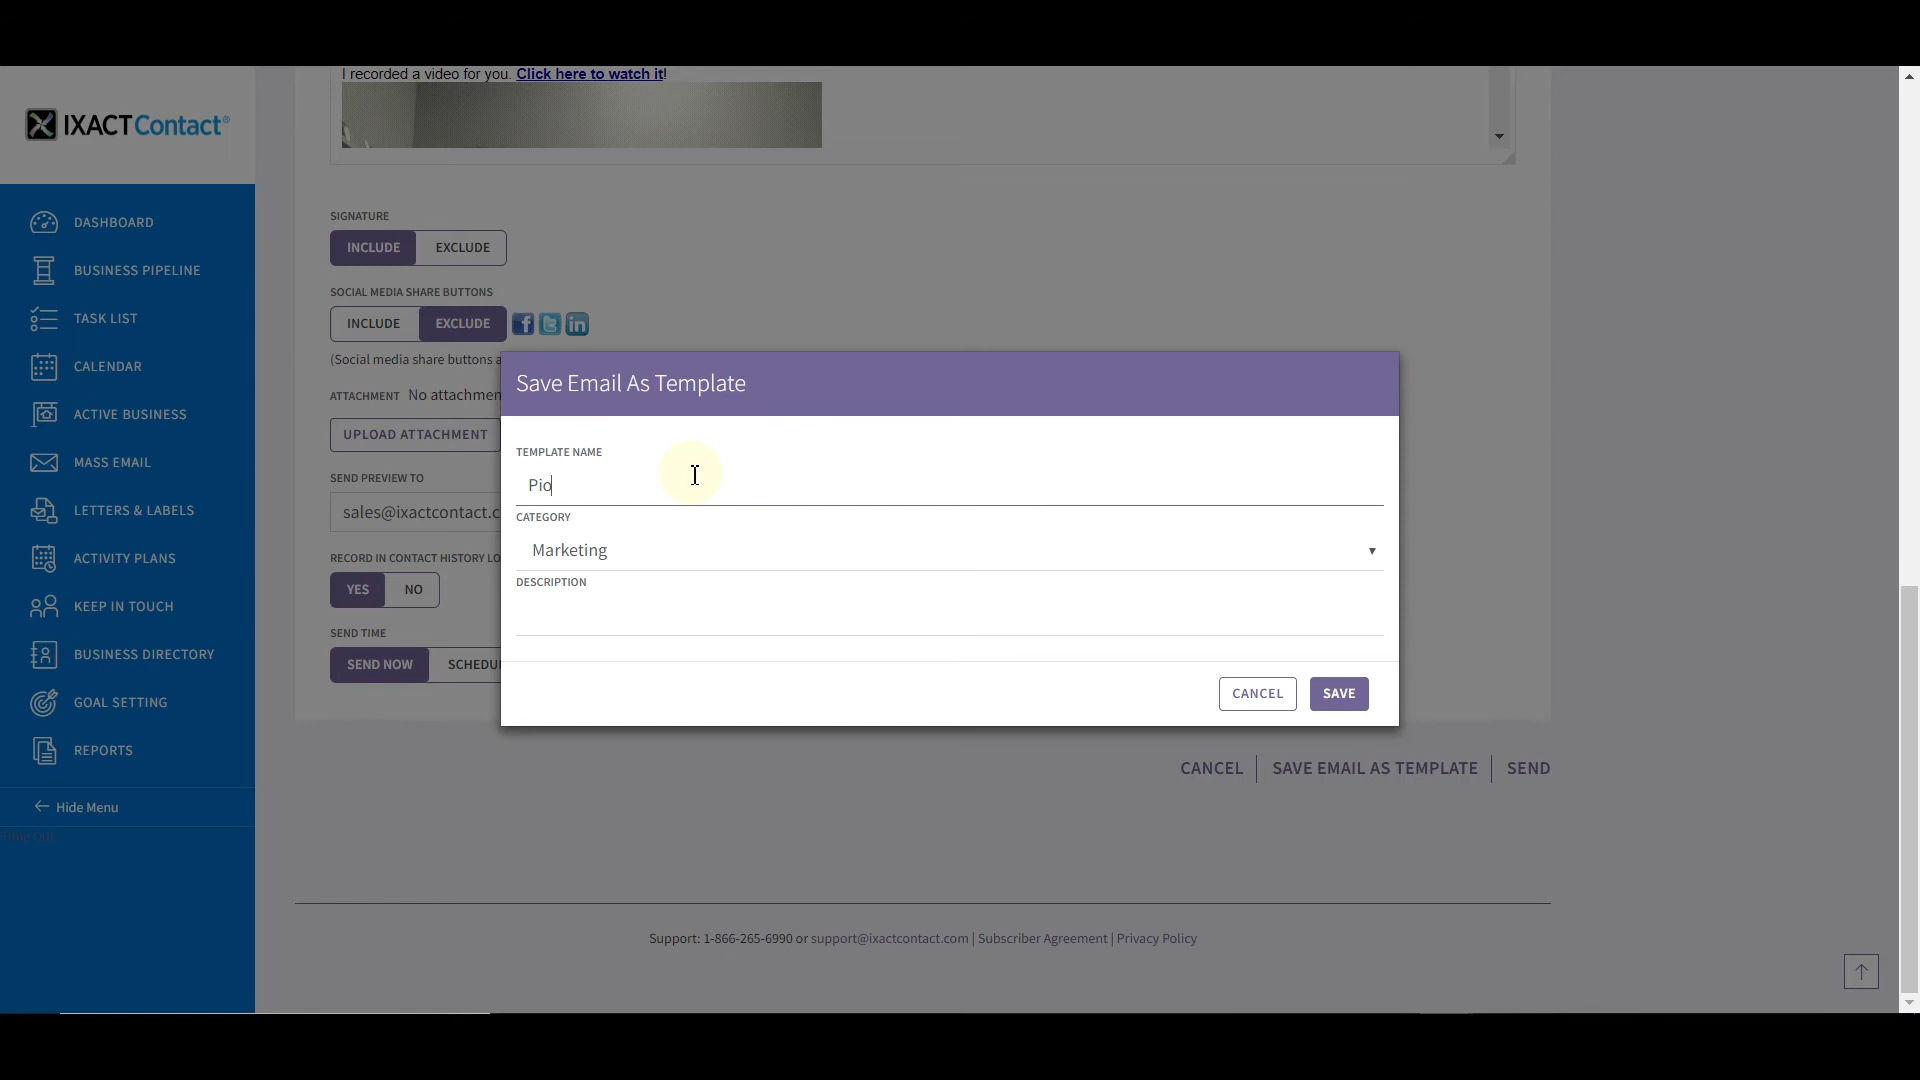 I recorded a video for you. Click here to watch it!
IXACTContact®
DASHBOARD
BUSINESS PIPELINE
TASK LIST
CALENDAR
ACTIVE BUSINESS
MASS EMAIL
LETTERS & LABELS
ACTIVITY PLANS
KEEP IN TOUCH
BUSINESS DIRECTORY
GOAL SETTING
REPORTS
Hide Menu
Time Out
SIGNATURE
INCLUDE EXCLUDE
SOCIAL MEDIA SHARE BUTTONS
INCLUDE EXCLUDE
(Social media share buttons a
ATTACHMENT No attachmen
UPLOAD ATTACHMENT
SEND PREVIEW TO
sales@ixactcontact.c
RECORD IN CONTACT HISTORY LO
YES NO
SEND TIME
SEND NOW SCHEDU
Save Email As Template
TEMPLATE NAME
Pio
CATEGORY
Marketing
DESCRIPTION
CANCEL SAVE
CANCEL SAVE EMAIL AS TEMPLATE SEND
Support: 1-866-265-6990 or support@ixactcontact.com | Subscriber Agreement | Privacy Policy